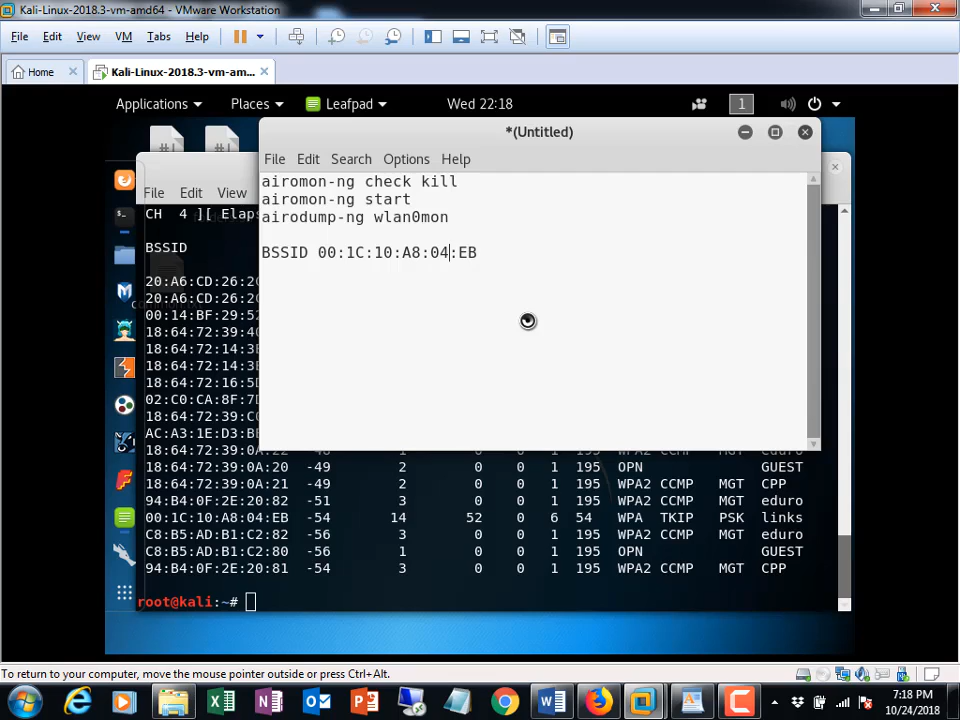 Kali-Linux-2018.3-vm-amd64 - VMware Workstation
File Edit View VM Tabs Help
Home Kali-Linux-2018.3-vm-am...
Applications Places Leafpad Wed 22:18 1
*(Untitled)
File Edit Search Options Help
File Edit View
airomon-ng check kill
airomon-ng start
airodump-ng wlan0mon
BSSID 00:1C:10:A8:04:EB
CH 4 ][ Elaps
BSSID
20:A6:CD:26:2
20:A6:CD:26:2
00:14:BF:29:52
18:64:72:39:4
18:64:72:14:3
18:64:72:14:3
18:64:72:16:5
02:C0:CA:8F:7
18:64:72:39:C
AC:A3:1E:D3:B
18:64:72:39:0A:22
18:64:72:39:0A:20 -49 2 0 0 1 195 OPN GUEST
18:64:72:39:0A:21 -49 2 0 0 1 195 WPA2 CCMP MGT CPP
94:B4:0F:2E:20:82 -51 3 0 0 1 195 WPA2 CCMP MGT eduro
00:1C:10:A8:04:EB -54 14 52 0 6 54 WPA TKIP PSK links
C8:B5:AD:B1:C2:82 -56 3 0 0 1 195 WPA2 CCMP MGT eduro
C8:B5:AD:B1:C2:80 -56 1 0 0 1 195 OPN GUEST
94:B4:0F:2E:20:81 -54 3 0 0 1 195 WPA2 CCMP MGT CPP
root@kali:~#
To return to your computer, move the mouse pointer outside or press Ctrl+Alt.
7:18 PM
10/24/2018